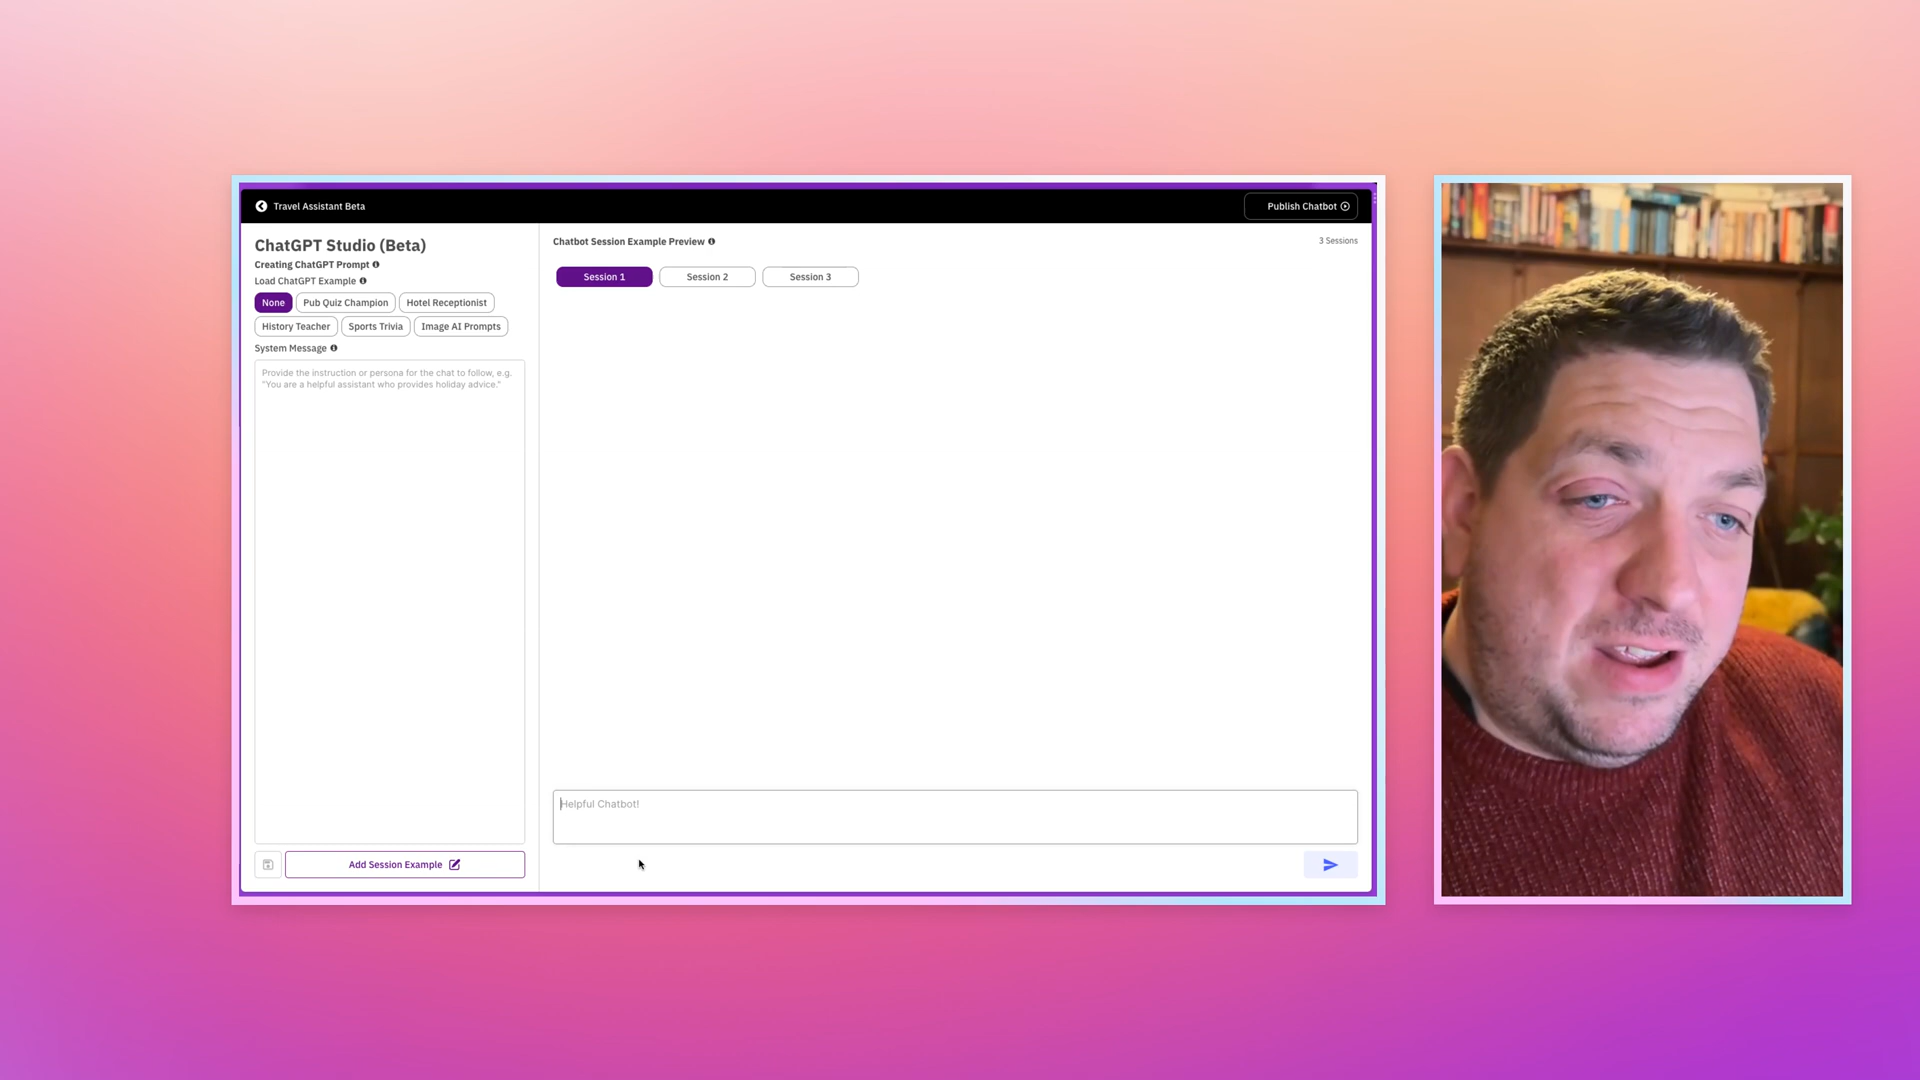 Travel Assistant Beta
Publish Chatbot
ChatGPT Studio (Beta)
Creating ChatGPT Prompt
Load ChatGPT Example
None
Pub Quiz Champion
Hotel Receptionist
History Teacher
Sports Trivia
Image AI Prompts
System Message
Provide the instruction or persona for the chat to follow, e.g.
"You are a helpful assistant who provides holiday advice."
Add Session Example
Chatbot Session Example Preview
3 Sessions
Session 1
Session 2
Session 3
Helpful Chatbot!